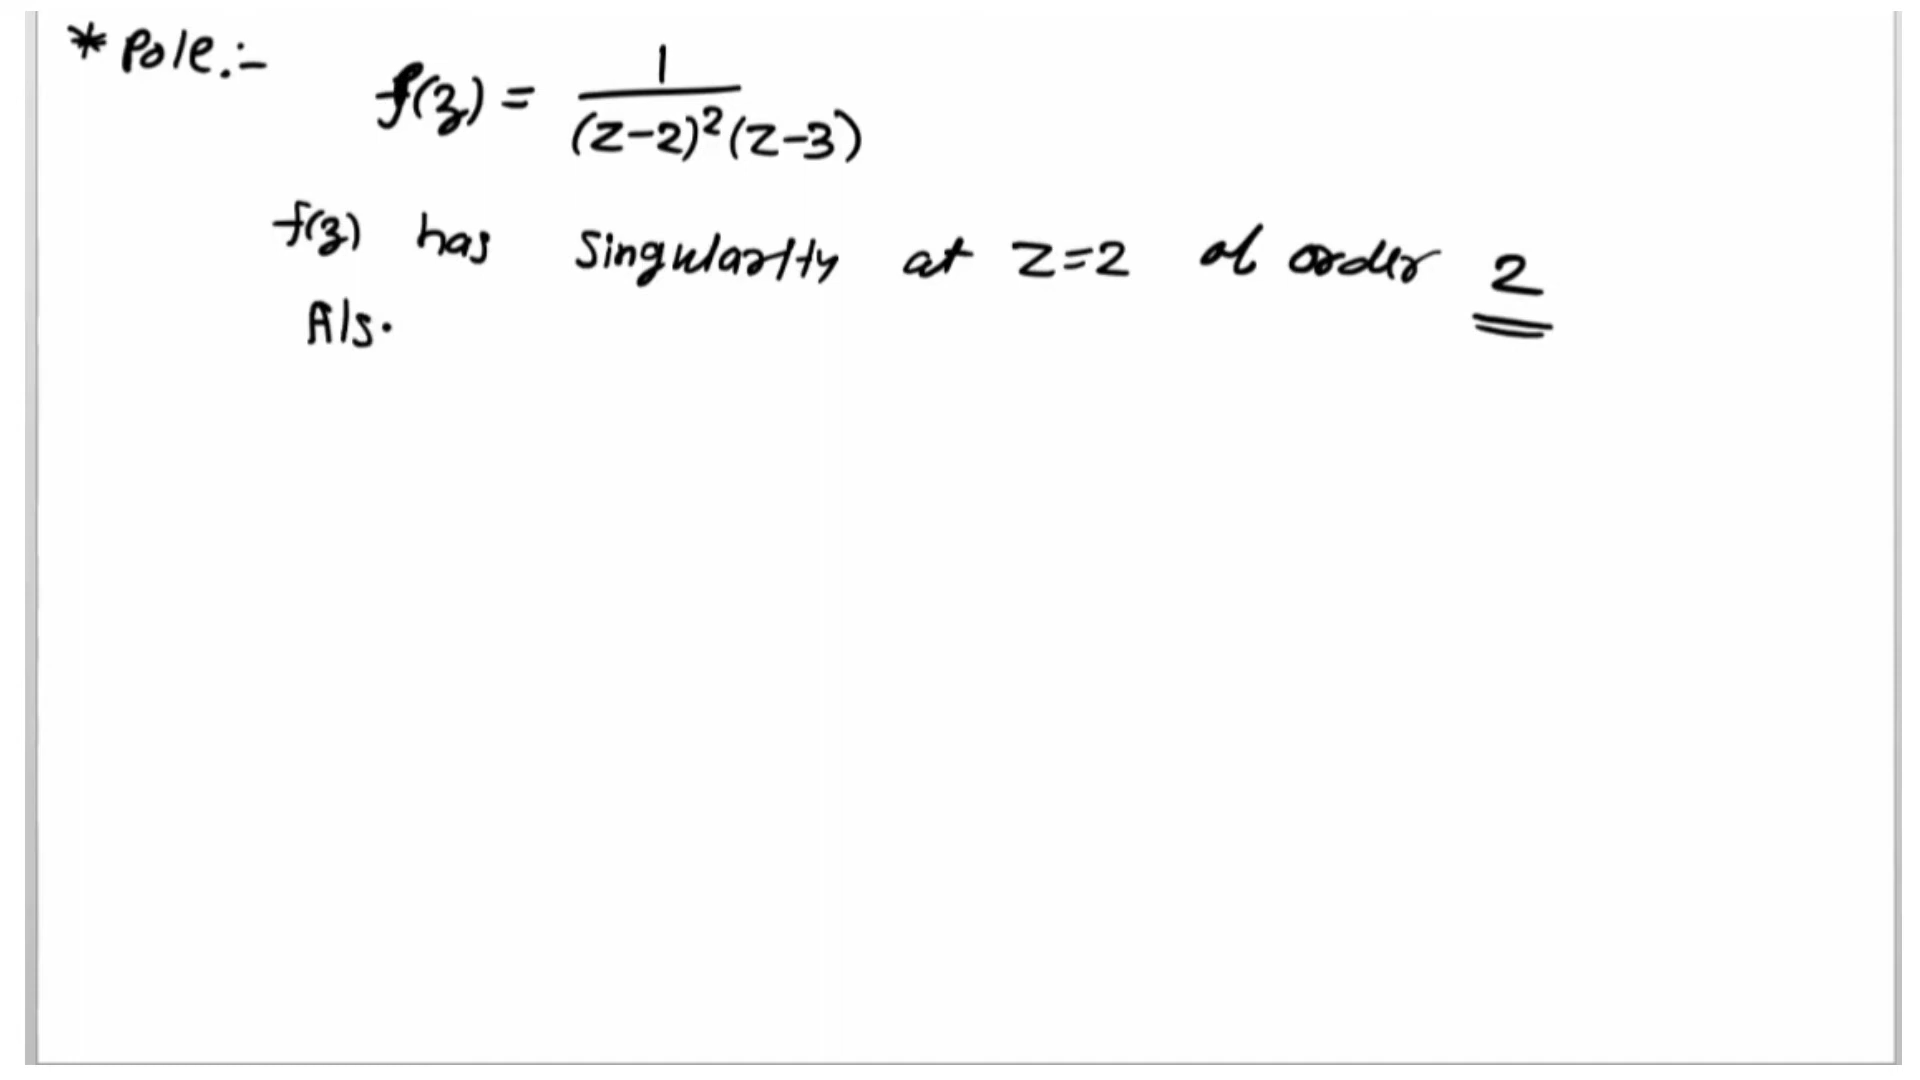 * Pole:-
f(z) = 1/((z-2)²(z-3))
f(z) has Singularity at z=2 of order 2
Als.